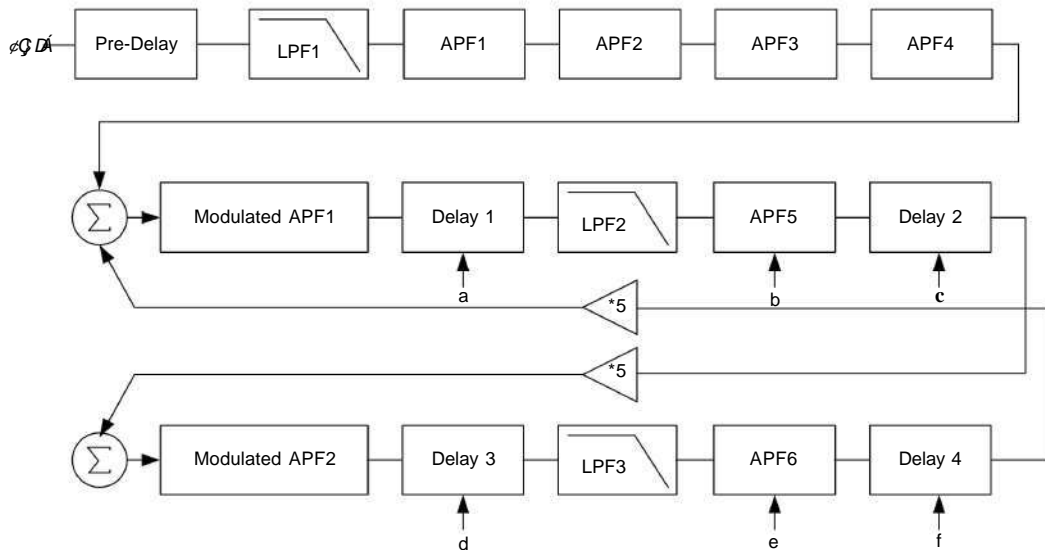 Pre-Delay
LPF1
APF1
APF2
APF3
APF4
Σ
Modulated APF1
Delay 1
LPF2
APF5
Delay 2
a
b
c
*5
*5
Σ
Modulated APF2
Delay 3
LPF3
APF6
Delay 4
d
e
f